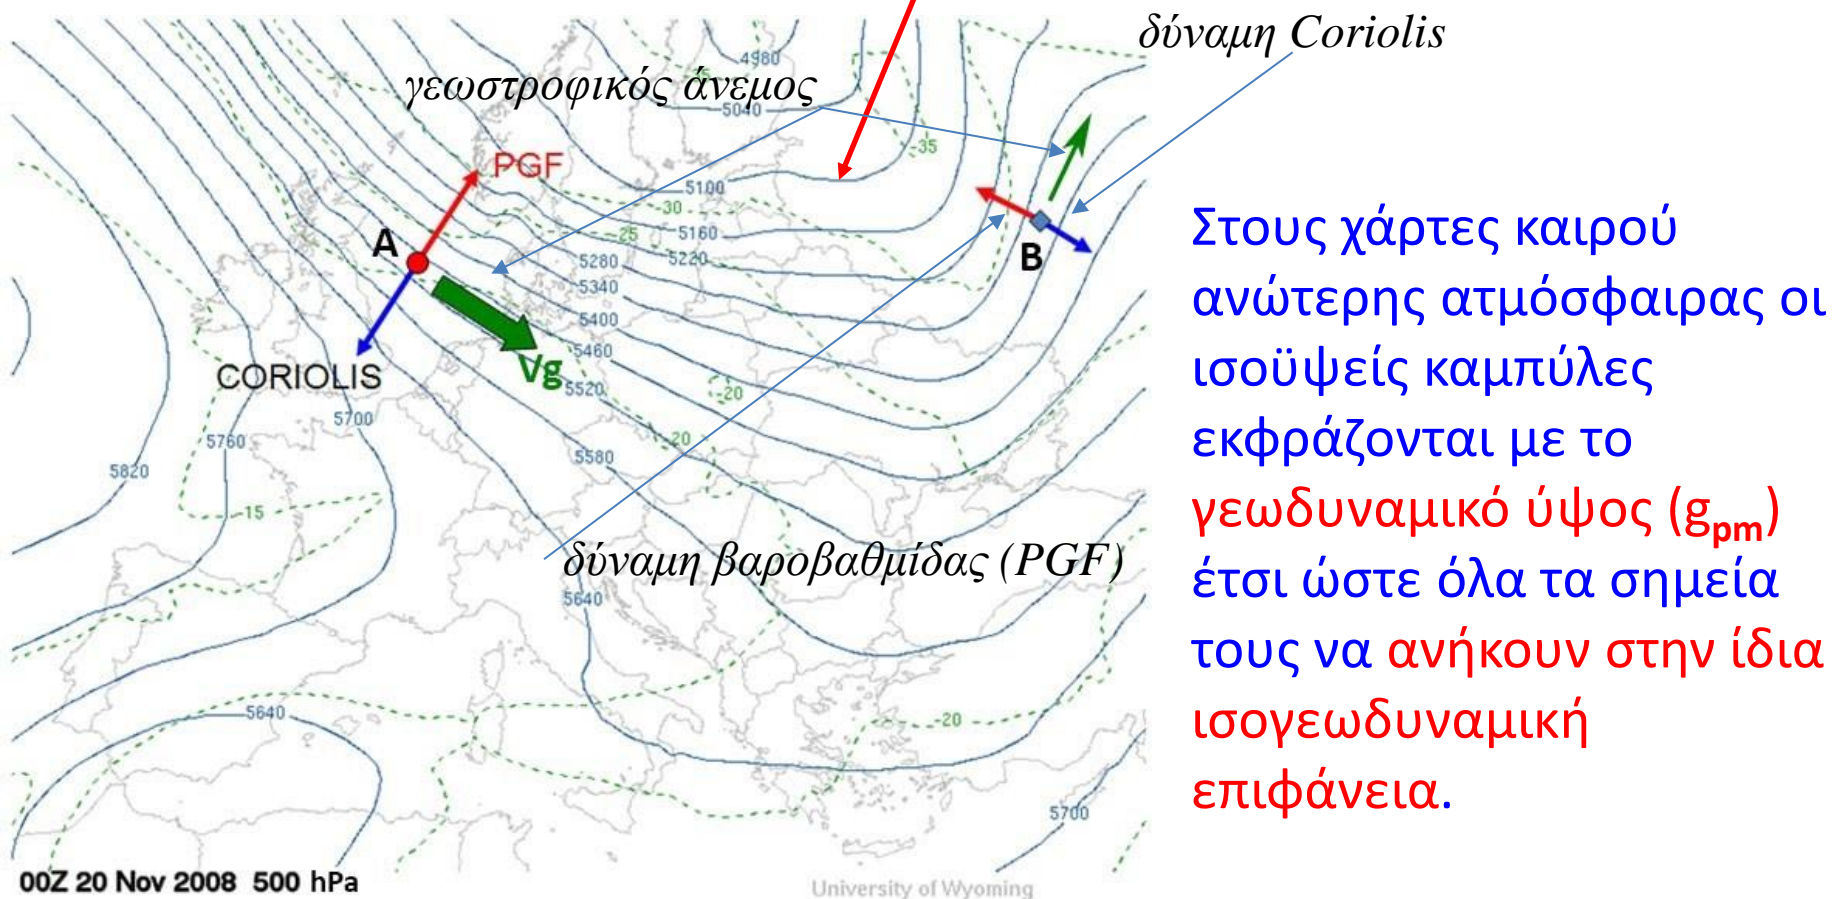 δύναμη Coriolis
4980
γεωστροφικός άνεμος
5040
-35
PGF
5100
-30
A
-25
5160
5220
5280
B
5340
5400
5460
Vg
CORIOLIS
5520
-20
5700
5760
-20
5580
5820
-15
δύναμη βαροβαθμίδας (PGF)
5640
5640
-20
5700
00Z 20 Nov 2008 500 hPa
University of Wyoming
Στους χάρτες καιρού
ανώτερης ατμόσφαιρας οι
ισοϋψείς καμπύλες
εκφράζονται με το
γεωδυναμικό ύψος (gpm)
έτσι ώστε όλα τα σημεία
τους να ανήκουν στην ίδια
ισογεωδυναμική
επιφάνεια.